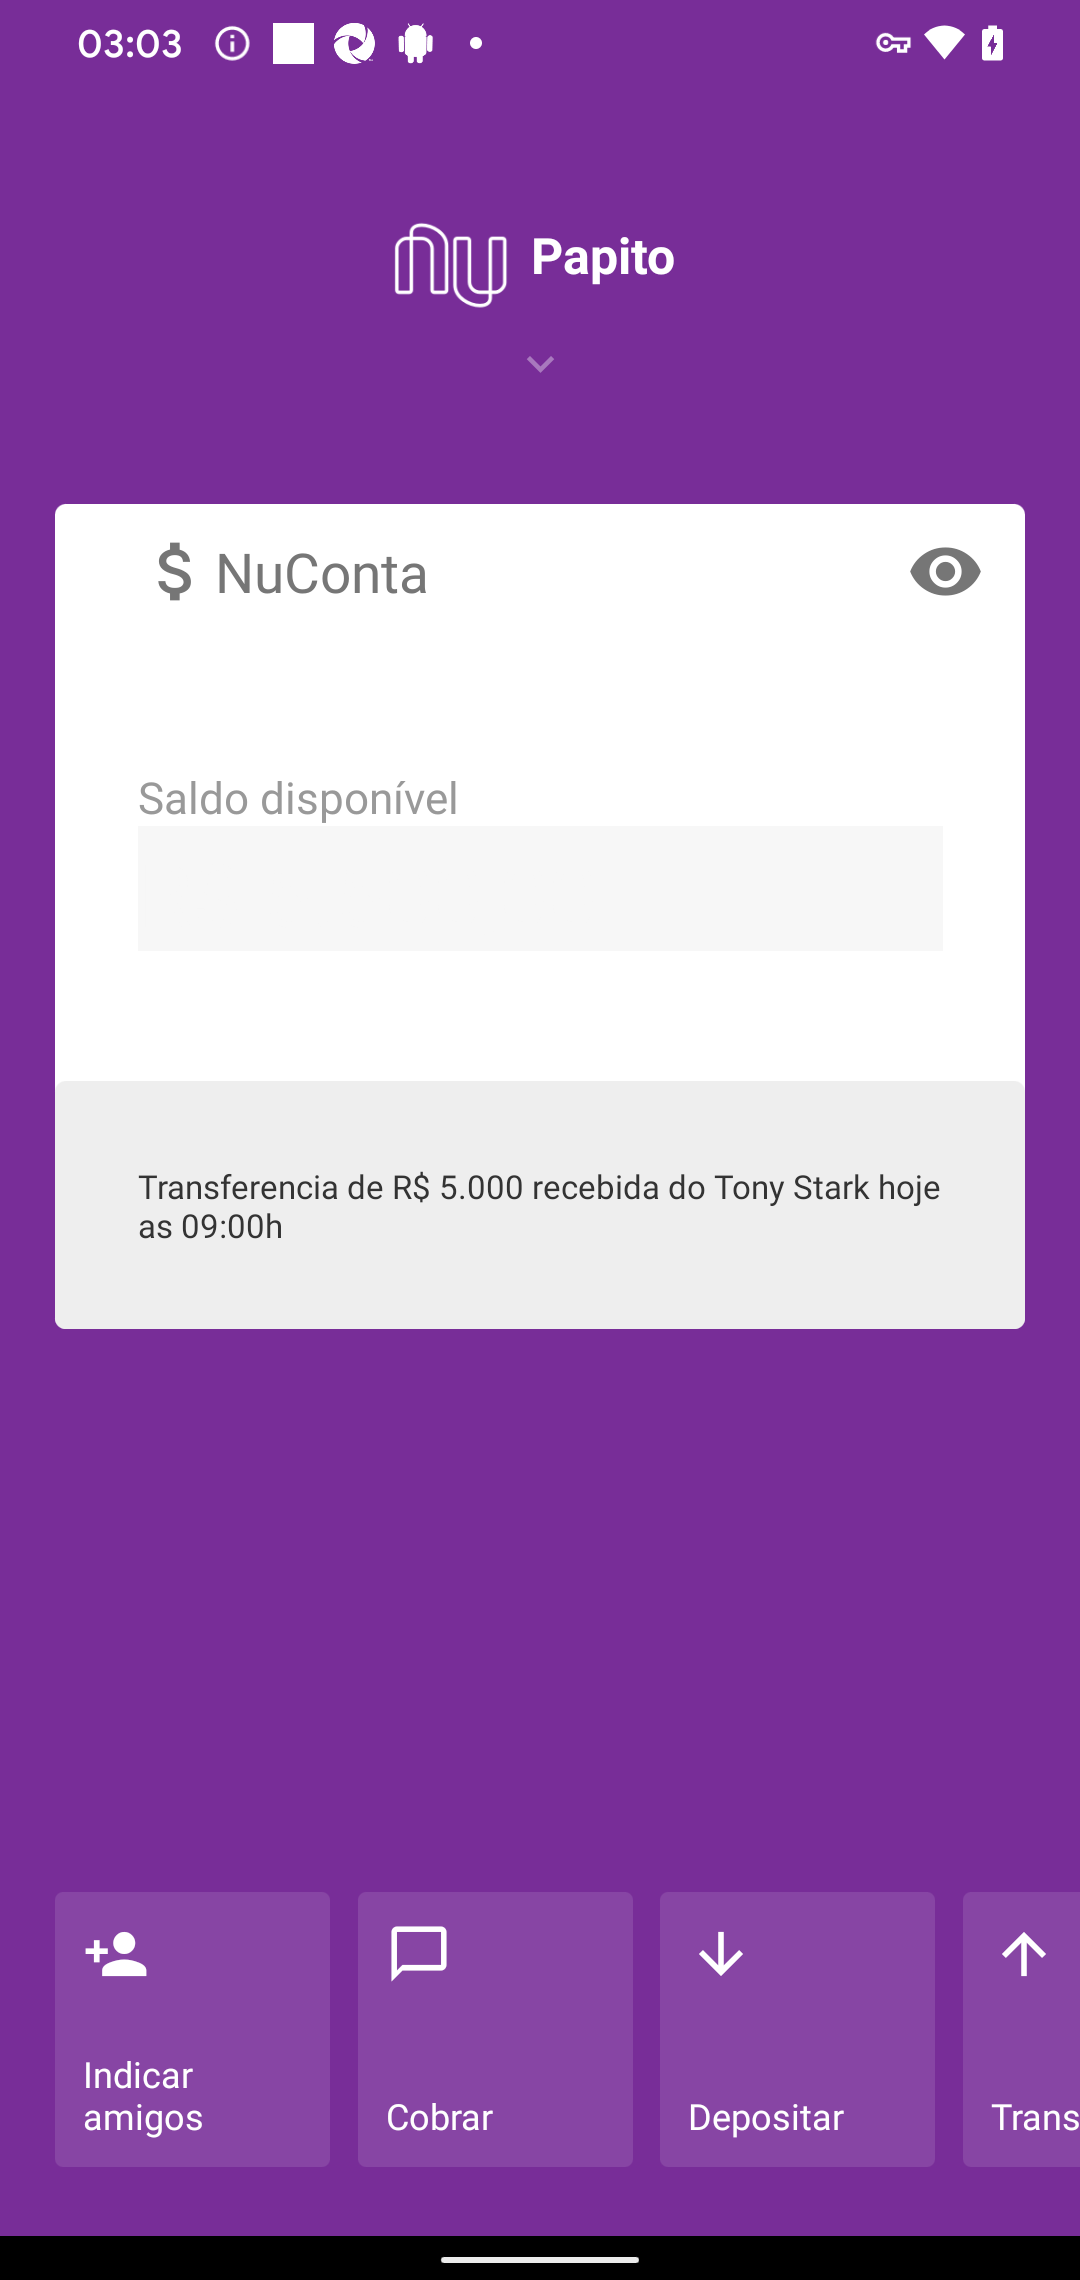 03:03
nu Papito
$ NuConta
Saldo disponível
Transferencia de R$ 5.000 recebida do Tony Stark hoje
as 09:00h
Indicar
amigos
Cobrar
Depositar
Trans